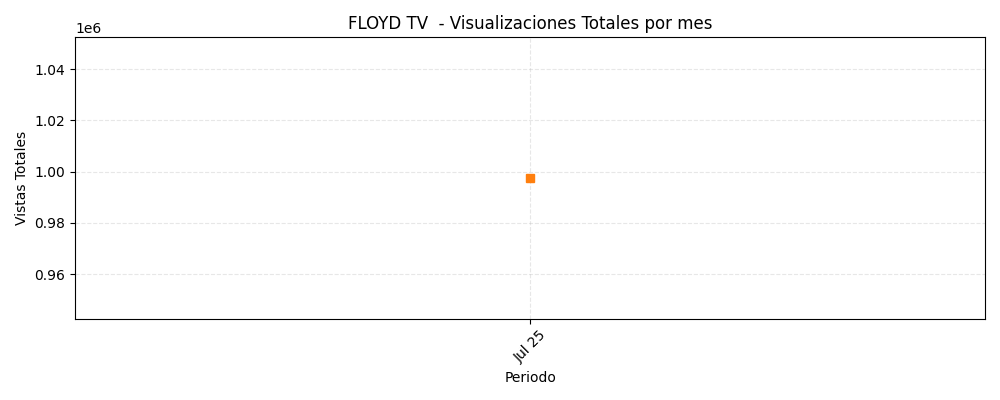 FLOYD TV  - Visualizaciones Totales por mes
1e6
1.04
1.02
1.00
0.98
0.96
Vistas Totales
Jul 25
Periodo